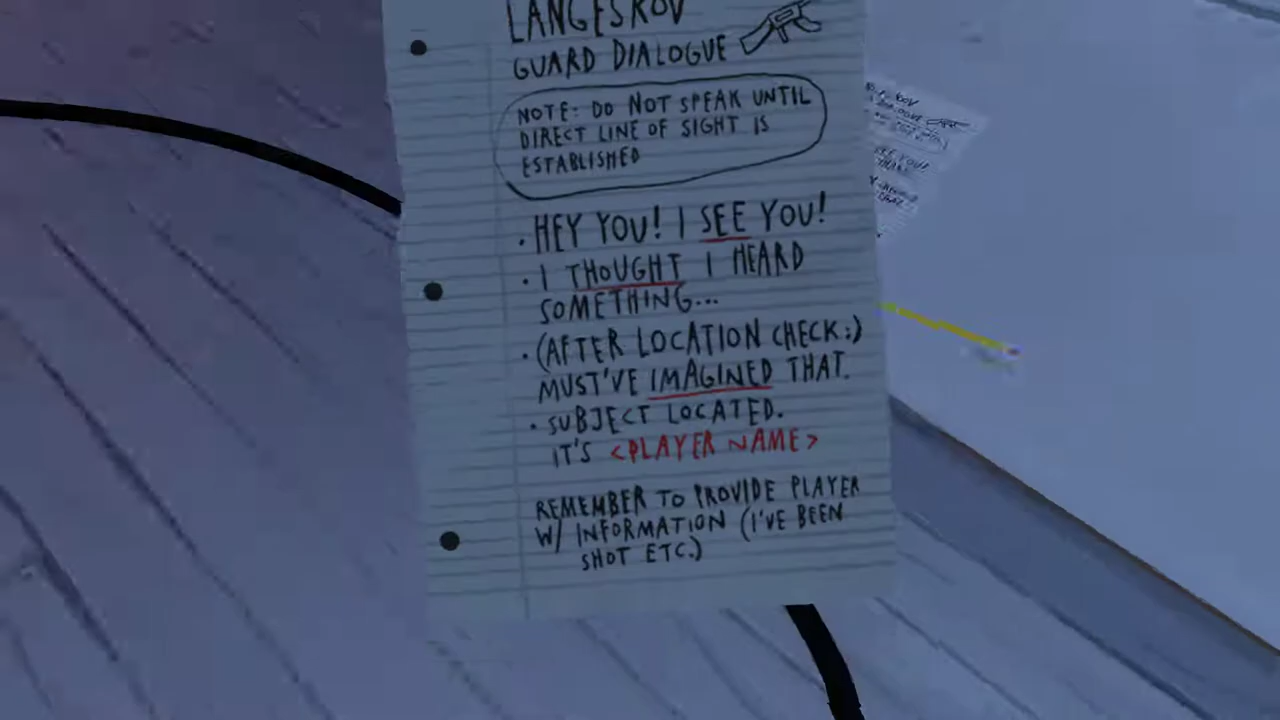 LANGESKOV
GUARD DIALOGUE
NOTE: DO NOT SPEAK UNTIL
DIRECT LINE OF SIGHT IS
ESTABLISHED
• HEY YOU! I SEE YOU!
• I THOUGHT I HEARD
SOMETHING...
• (AFTER LOCATION CHECK:)
MUST'VE IMAGINED THAT.
• SUBJECT LOCATED.
IT'S <PLAYER NAME>
REMEMBER TO PROVIDE PLAYER
W/ INFORMATION (I'VE BEEN
SHOT ETC.)